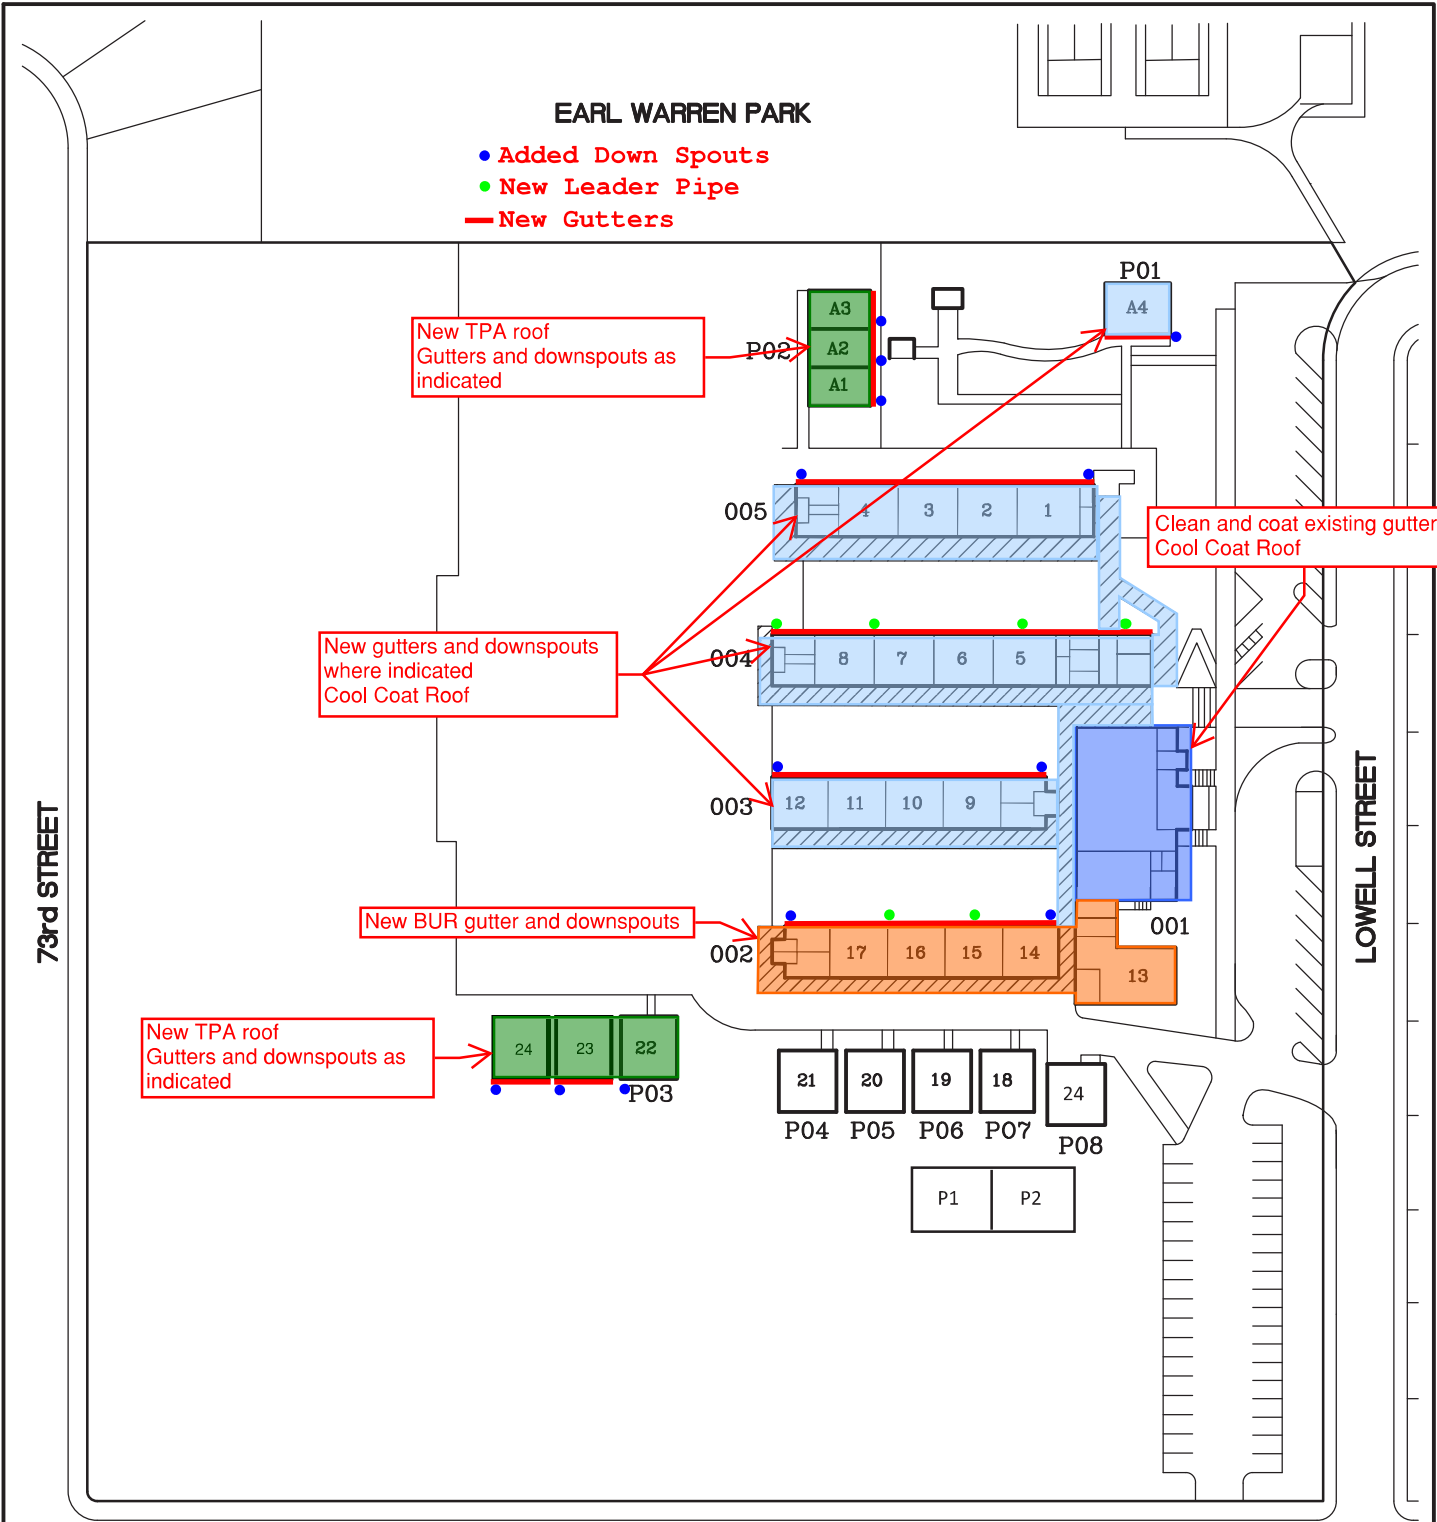 EARL WARREN PARK
Added Down Spouts
New Leader Pipe
New Gutters
P01
A4
A3
A2
A1
P02
New TPA roof
Gutters and downspouts as
indicated
005
4
3
2
1
Clean and coat existing gutter
Cool Coat Roof
New gutters and downspouts
where indicated
Cool Coat Roof
004
8
7
6
5
003
12
11
10
9
73rd STREET
LOWELL STREET
New BUR gutter and downspouts
001
002
17
16
15
14
13
New TPA roof
Gutters and downspouts as
indicated
24
23
22
P03
21
20
19
18
24
P04
P05
P06
P07
P08
P1
P2